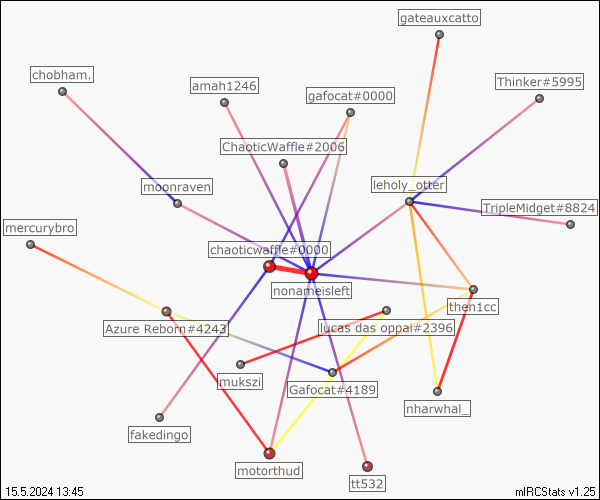 gateauxcatto
chobham.
amah1246
Thinker#5995
gafocat#0000
ChaoticWaffle#2006
leholy_otter
moonraven
TripleMidget#8824
mercurybro
chaoticwaffle#0000
nonameisleft
then1cc
Azure Reborn#4243
lucas das oppai#2396
mukszi
Gafocat#4189
nharwhal_
fakedingo
motorthud
tt532
15.5.2024 13:45
mIRCStats v1.25